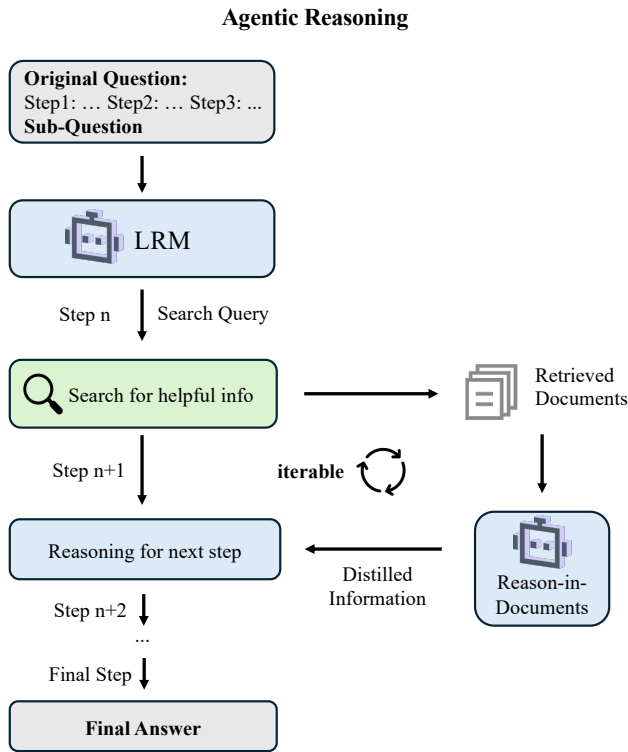 Agentic Reasoning
Original Question:
Step1: … Step2: … Step3: ...
Sub-Question
LRM
Step n
Search Query
Search for helpful info
Retrieved
Documents
Step n+1
iterable
Reasoning for next step
Distilled
Information
Reason-in-
Documents
Step n+2
...
Final Step
Final Answer